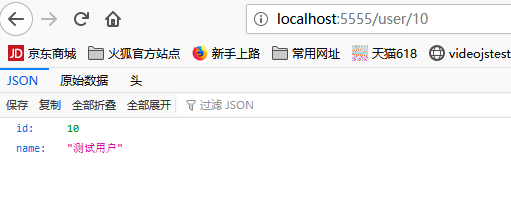 localhost:5555/user/10
JD 京东商城 火狐官方站点 新手上路 常用网址 天猫618 videojstest
JSON 原始数据 头
保存 复制 全部折叠 全部展开 过滤 JSON
id: 10
name: "测试用户"